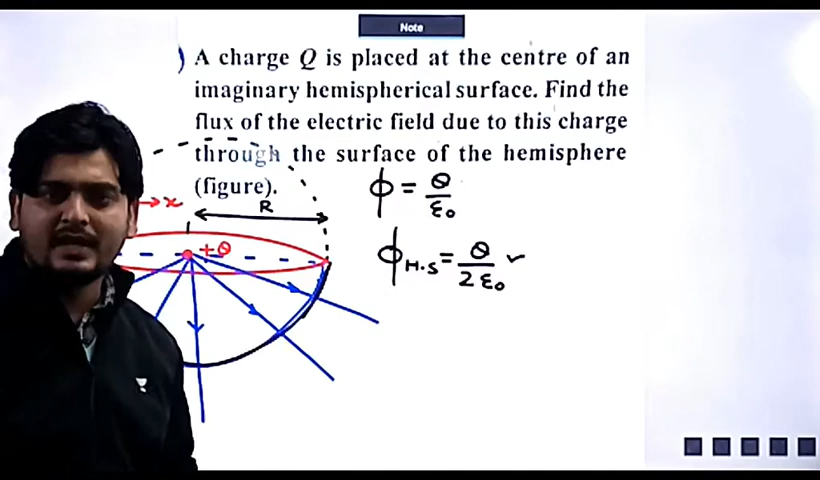 Note
) A charge Q is placed at the centre of an
imaginary hemispherical surface. Find the
flux of the electric field due to this charge
through the surface of the hemisphere
(figure).
ϕ = Q/ε₀
→x
R
+Q
ϕ_H.S = Q/2ε₀ ✓